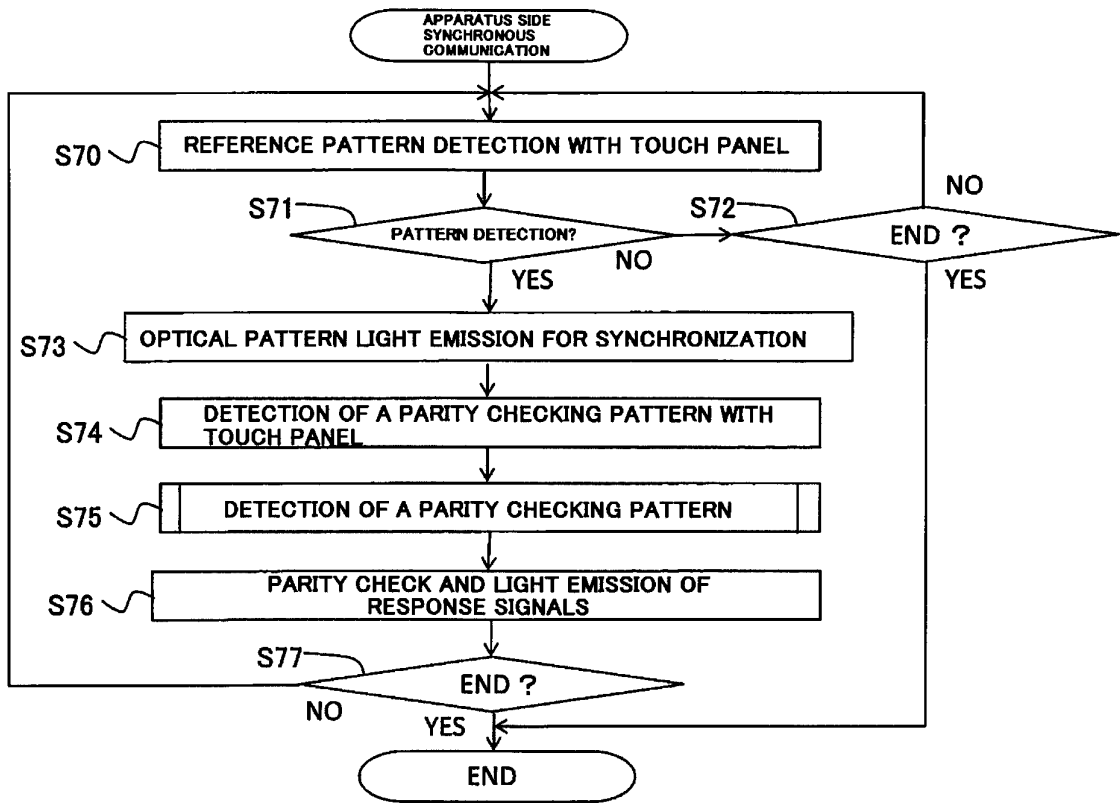 APPARATUS SIDE
SYNCHRONOUS
COMMUNICATION
S70
REFERENCE PATTERN DETECTION WITH TOUCH PANEL
S71
PATTERN DETECTION?
NO
YES
S72
END ?
NO
YES
S73
OPTICAL PATTERN LIGHT EMISSION FOR SYNCHRONIZATION
S74
DETECTION OF A PARITY CHECKING PATTERN WITH
TOUCH PANEL
S75
DETECTION OF A PARITY CHECKING PATTERN
S76
PARITY CHECK AND LIGHT EMISSION OF
RESPONSE SIGNALS
S77
END ?
NO
YES
END